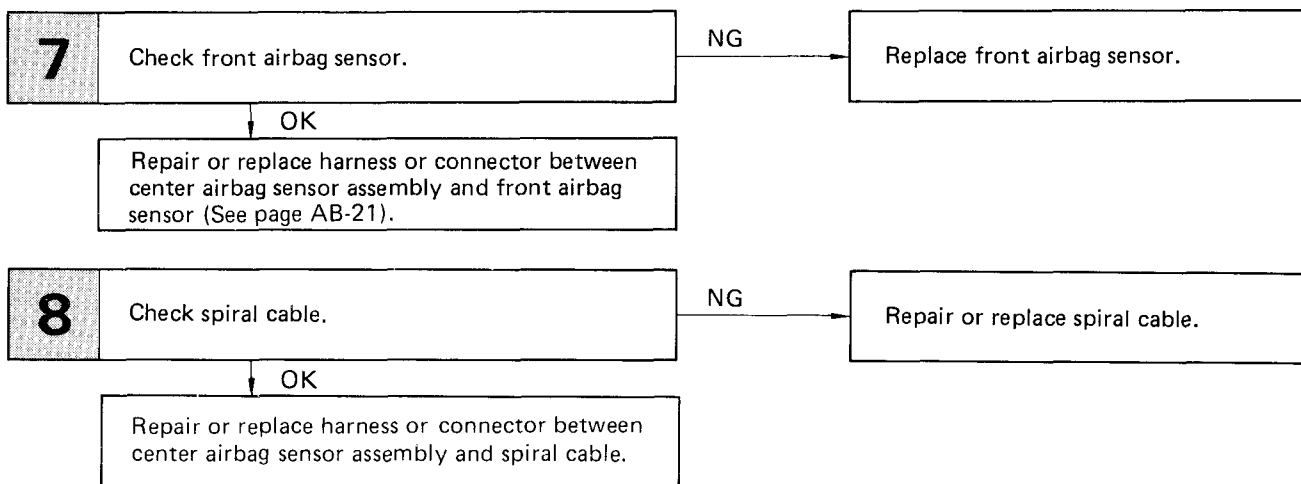 7
Check front airbag sensor.
NG
Replace front airbag sensor.
OK
Repair or replace harness or connector between
center airbag sensor assembly and front airbag
sensor (See page AB-21).
8
Check spiral cable.
NG
Repair or replace spiral cable.
OK
Repair or replace harness or connector between
center airbag sensor assembly and spiral cable.